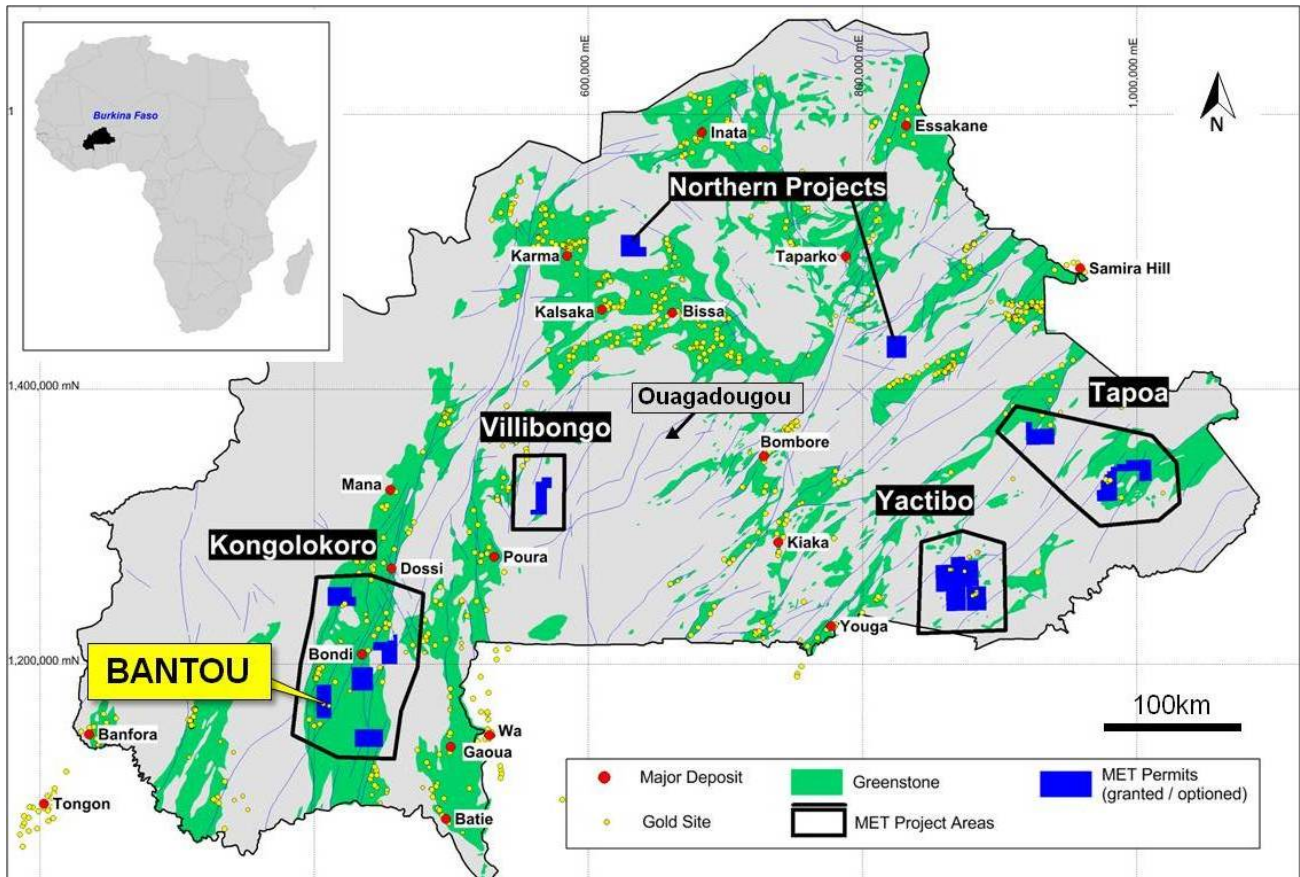 Burkina Faso
600,000 mE
800,000 mE
1,000,000 mE
N
Inata
Essakane
Northern Projects
Karma
Taparko
Samira Hill
Kalsaka
Bissa
1,400,000 mN
Ouagadougou
Tapoa
Villibongo
Bombore
Mana
Yactibo
Kongolokoro
Poura
Kiaka
Dossi
Youga
1,200,000 mN
Bondi
BANTOU
100km
Banfora
Wa
Gaoua
Tongon
Batie
Major Deposit
Greenstone
MET Permits
(granted / optioned)
Gold Site
MET Project Areas